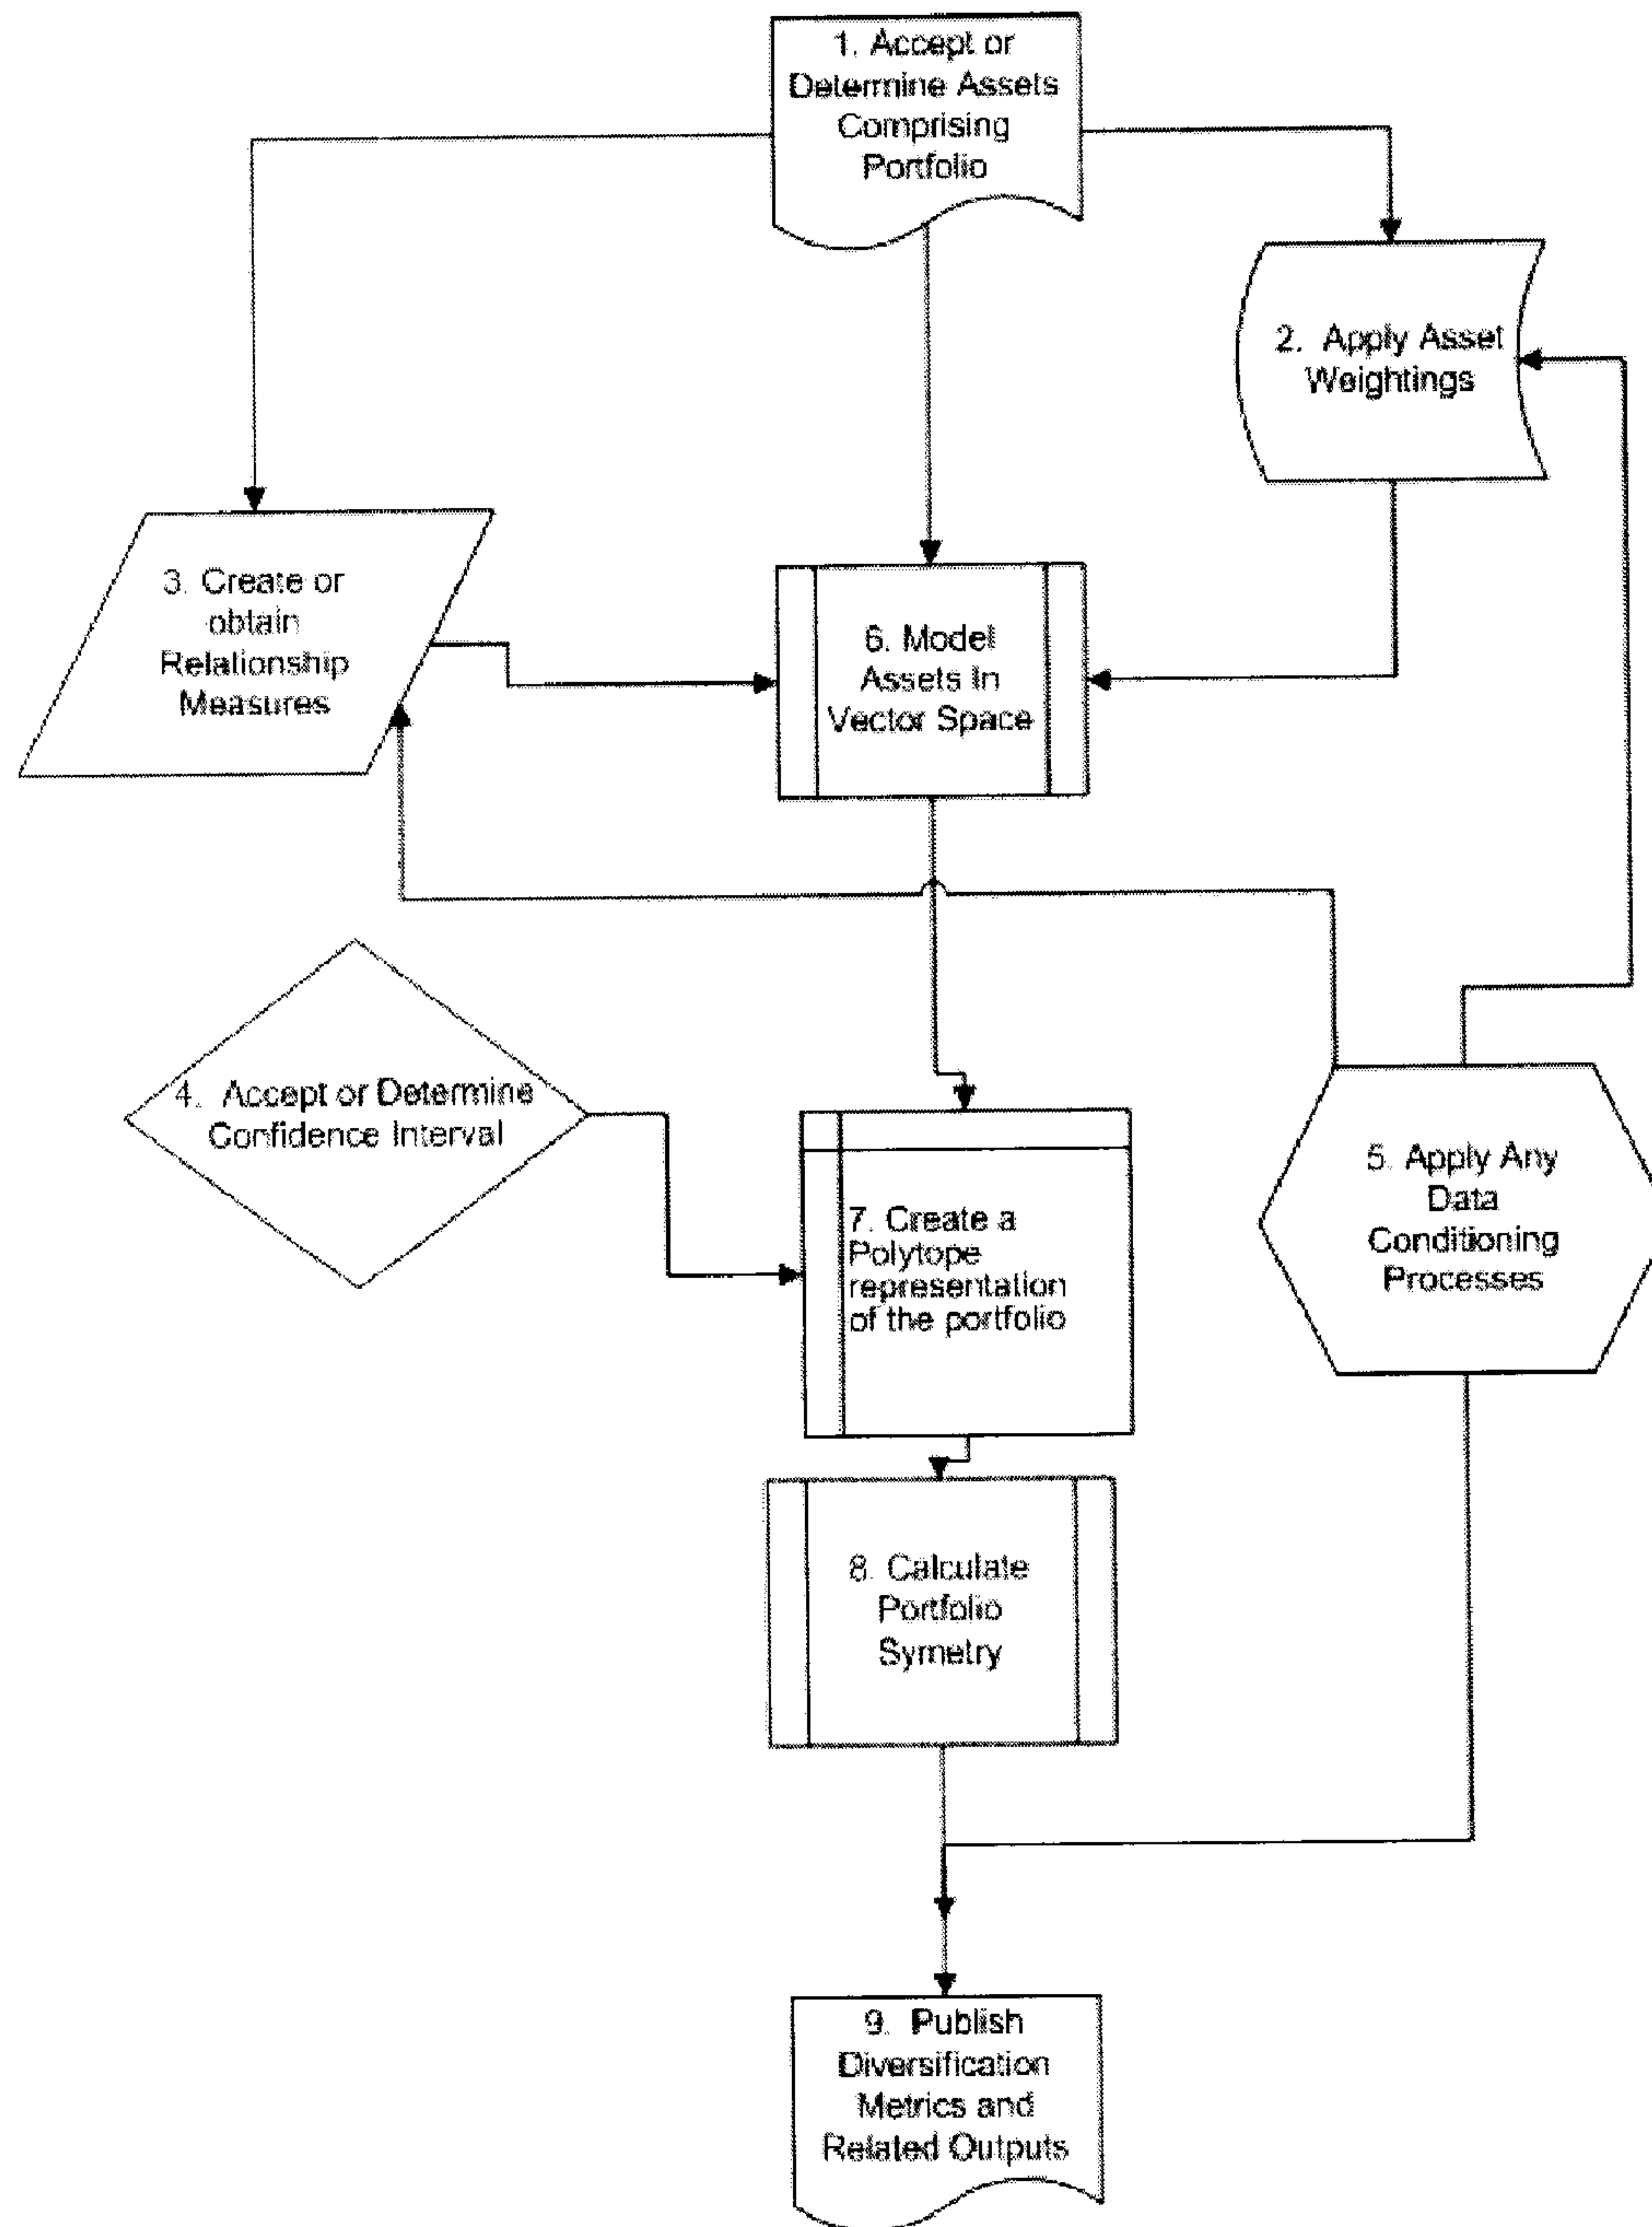 1. Accept or
Determine Assets
Comprising
Portfolio
2. Apply Asset
Weightings
3. Create or
obtain
Relationship
Measures
6. Model
Assets In
Vector Space
4. Accept or Determine
Confidence Interval
5. Apply Any
Data
Conditioning
Processes
7. Create a
Polytope
representation
of the portfolio
8. Calculate
Portfolio
Symetry
9. Publish
Diversification
Metrics and
Related Outputs